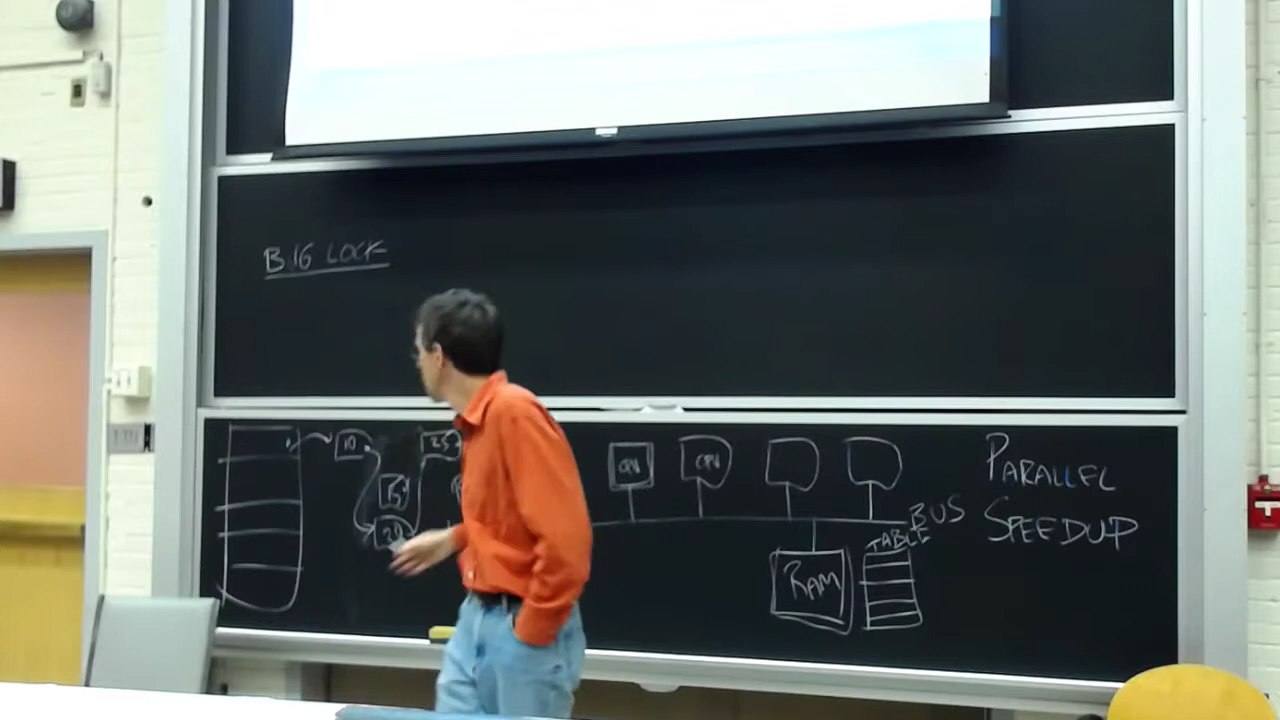 BIG LOCK
10
25
15
20
CPU
CPU
BUS
TABLE
RAM
PARALLEL
SPEEDUP